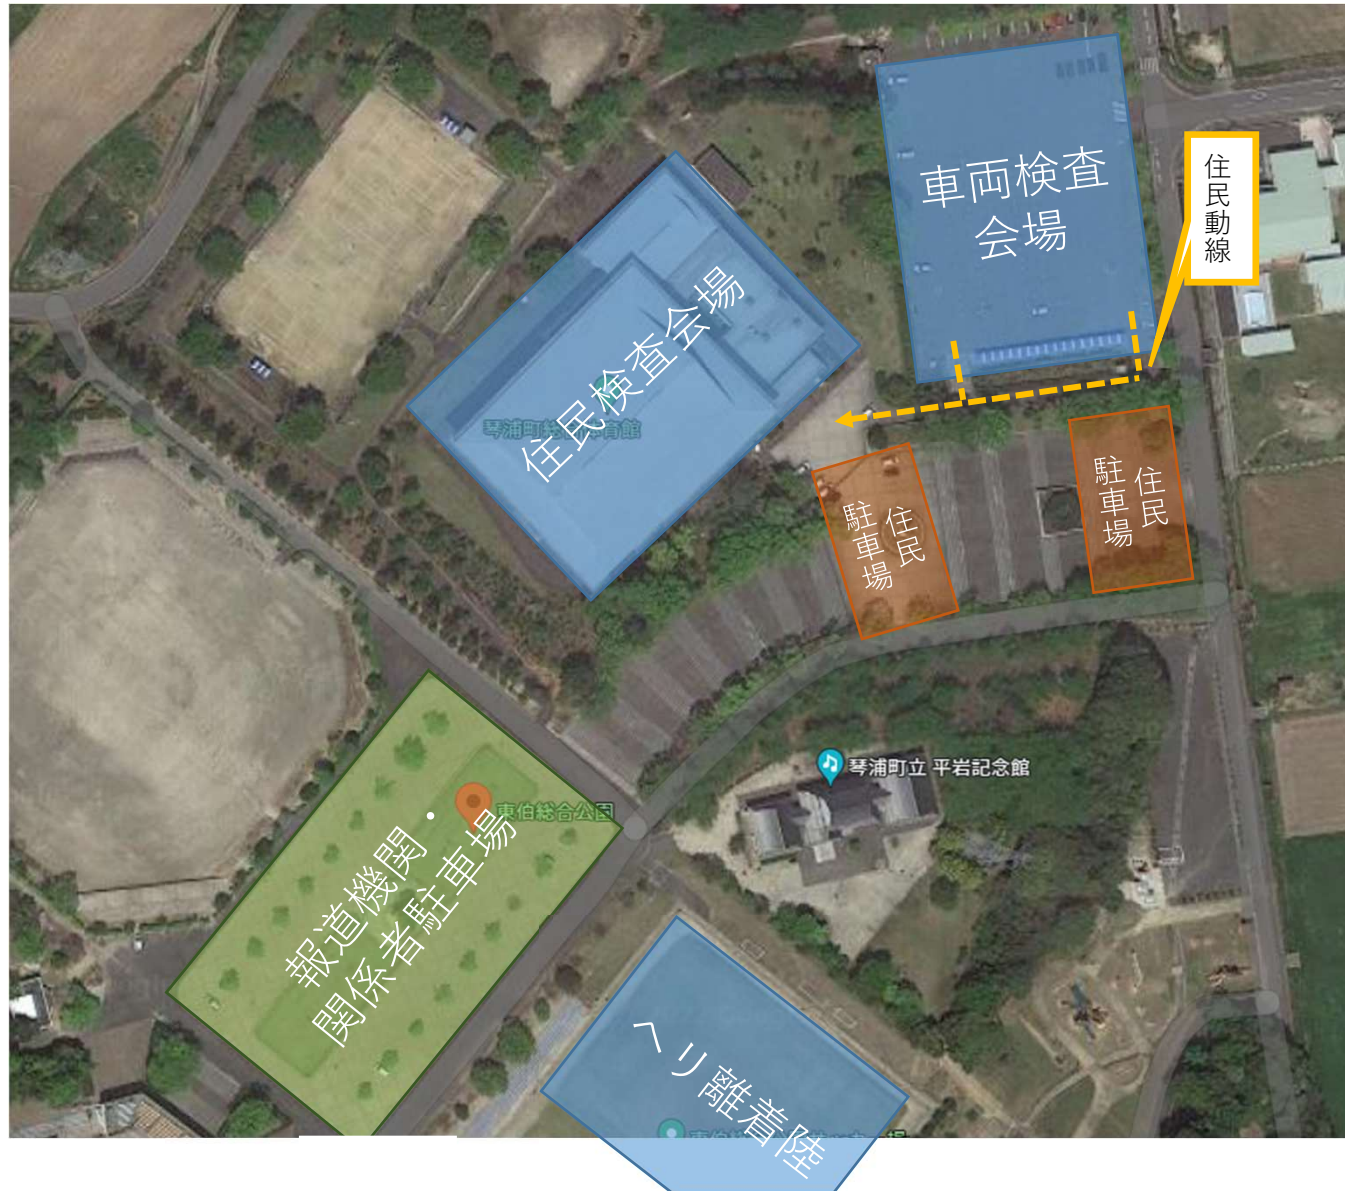 車両検査
会場
住民動線
住民検査会場
琴浦町総合体育館
住民
駐車場
住民
駐車場
琴浦町立 平岩記念館
東伯総合公園
報道機関・
関係者駐車場
ヘリ離着陸